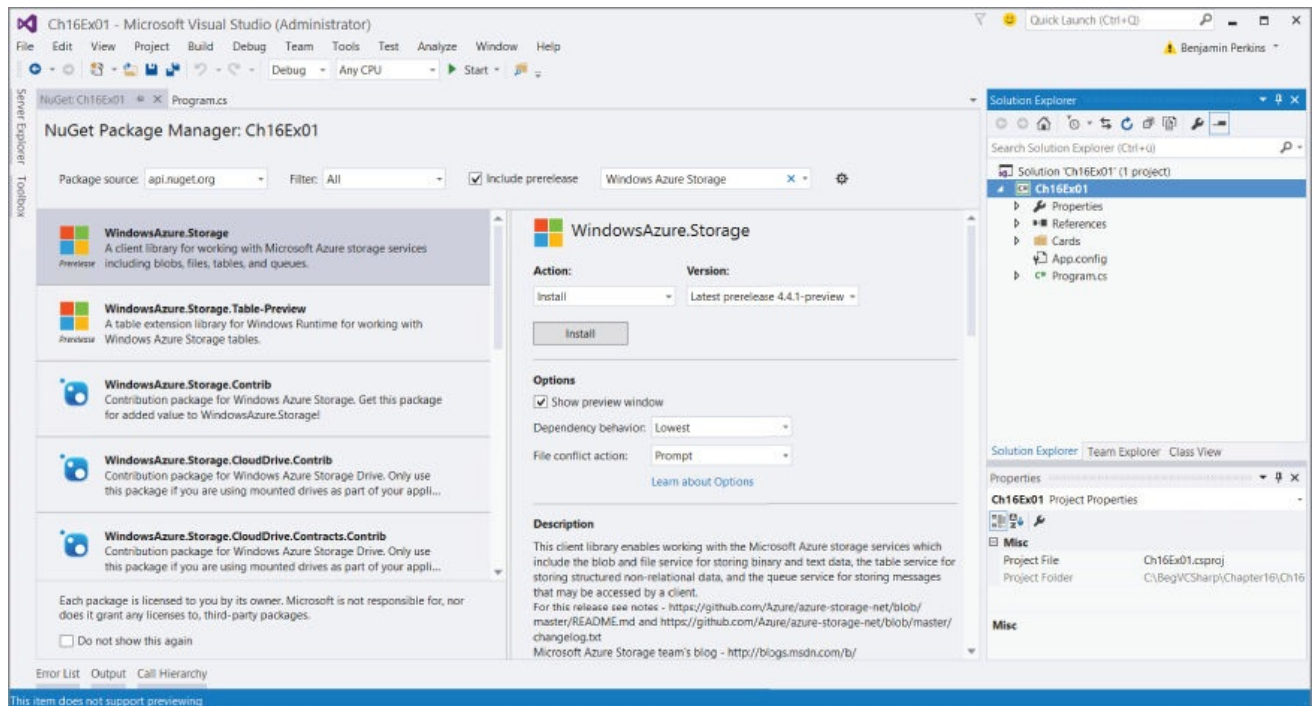 Ch16Ex01 - Microsoft Visual Studio (Administrator)
Quick Launch (Ctrl+Q)
File Edit View Project Build Debug Team Tools Test Analyze Window Help
Benjamin Perkins
Debug Any CPU Start
Server Explorer
Toolbox
NuGet: Ch16Ex01
Program.cs
NuGet Package Manager: Ch16Ex01
Package source: api.nuget.org
Filter: All
Include prerelease
Windows Azure Storage
WindowsAzure.Storage
A client library for working with Microsoft Azure storage services
including blobs, files, tables, and queues.
Prerelease
WindowsAzure.Storage.Table-Preview
A table extension library for Windows Runtime for working with
Windows Azure Storage tables.
Prerelease
WindowsAzure.Storage.Contrib
Contribution package for Windows Azure Storage. Get this package
for added value to WindowsAzure.Storage!
WindowsAzure.Storage.CloudDrive.Contrib
Contribution package for Windows Azure Storage Drive. Only use
this package if you are using mounted drives as part of your appli...
WindowsAzure.Storage.CloudDrive.Contracts.Contrib
Contribution package for Windows Azure Storage Drive. Only use
this package if you are using mounted drives as part of your appli...
Each package is licensed to you by its owner. Microsoft is not responsible for, nor
does it grant any licenses to, third-party packages.
Do not show this again
WindowsAzure.Storage
Action:
Version:
Install
Latest prerelease 4.4.1-preview
Install
Options
Show preview window
Dependency behavior: Lowest
File conflict action: Prompt
Learn about Options
Description
This client library enables working with the Microsoft Azure storage services which
include the blob and file service for storing binary and text data, the table service for
storing structured non-relational data, and the queue service for storing messages
that may be accessed by a client.
For this release see notes - https://github.com/Azure/azure-storage-net/blob/
master/README.md and https://github.com/Azure/azure-storage-net/blob/master/
changelog.txt
Microsoft Azure Storage team's blog - http://blogs.msdn.com/b/
Solution Explorer
Search Solution Explorer (Ctrl+ü)
Solution 'Ch16Ex01' (1 project)
C# Ch16Ex01
Properties
References
Cards
App.config
C# Program.cs
Solution Explorer Team Explorer Class View
Properties
Ch16Ex01 Project Properties
Misc
Project File Ch16Ex01.csproj
Project Folder C:\BegVCSharp\Chapter16\Ch16
Misc
Error List Output Call Hierarchy
This item does not support previewing